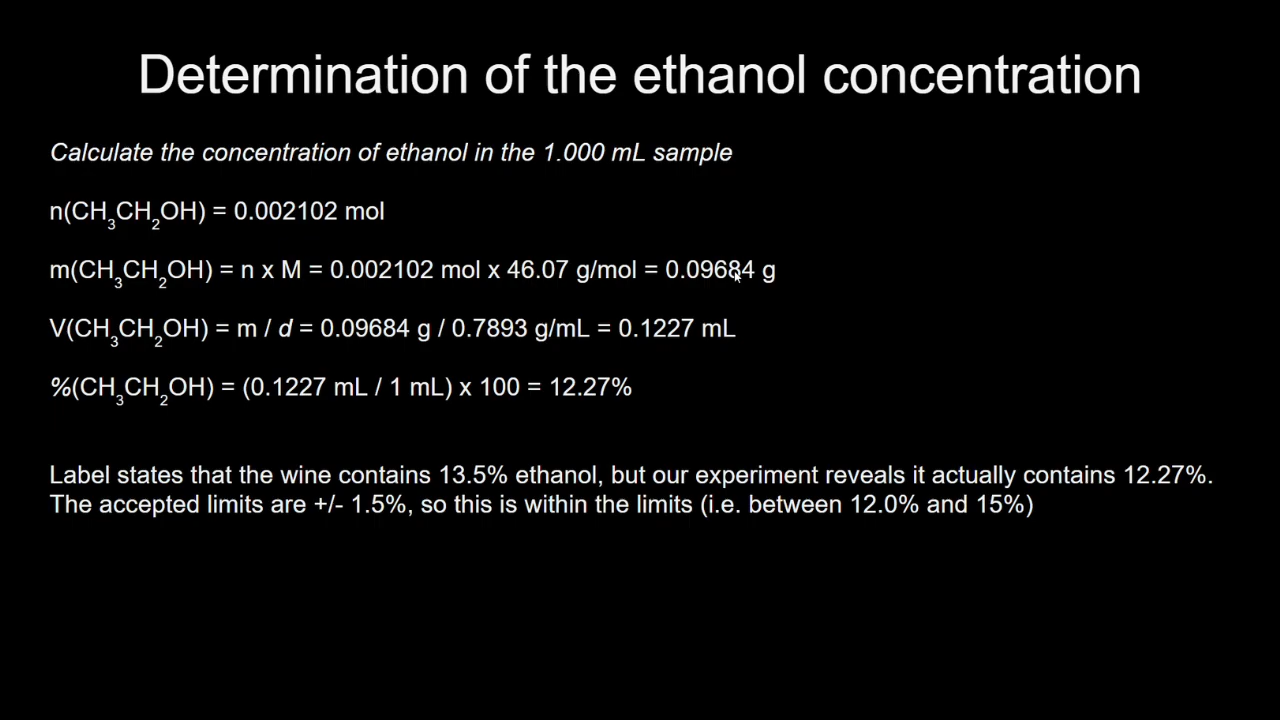 Determination of the ethanol concentration
Calculate the concentration of ethanol in the 1.000 mL sample
n(CH₃CH₂OH) = 0.002102 mol
m(CH₃CH₂OH) = n x M = 0.002102 mol x 46.07 g/mol = 0.09684 g
V(CH₃CH₂OH) = m / d = 0.09684 g / 0.7893 g/mL = 0.1227 mL
%(CH₃CH₂OH) = (0.1227 mL / 1 mL) x 100 = 12.27%
Label states that the wine contains 13.5% ethanol, but our experiment reveals it actually contains 12.27%.
The accepted limits are +/- 1.5%, so this is within the limits (i.e. between 12.0% and 15%)